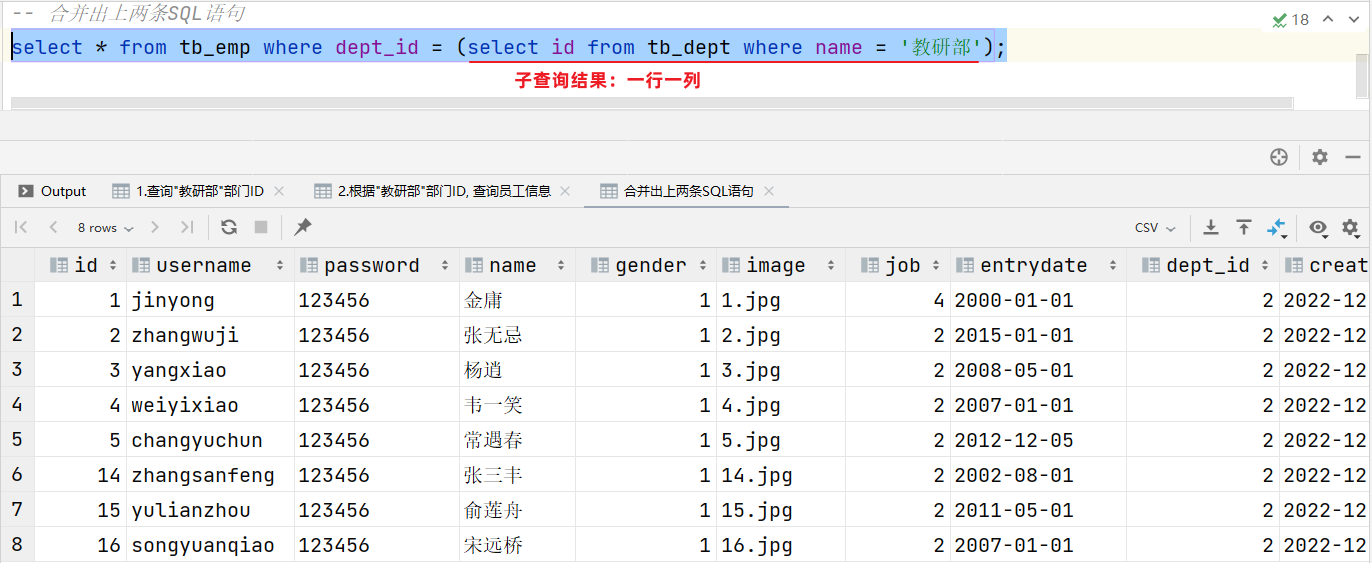 -- 合并出上两条SQL语句
select * from tb_emp where dept_id = (select id from tb_dept where name = '教研部');
子查询结果：一行一列
18
Output 1.查询"教研部"部门ID 2.根据"教研部"部门ID, 查询员工信息 合并出上两条SQL语句
8 rows CSV
id username password name gender image job entrydate dept_id creat
1 1 jinyong 123456 金庸 1 1.jpg 4 2000-01-01 2 2022-12
2 2 zhangwuji 123456 张无忌 1 2.jpg 2 2015-01-01 2 2022-12
3 3 yangxiao 123456 杨逍 1 3.jpg 2 2008-05-01 2 2022-12
4 4 weiyixiao 123456 韦一笑 1 4.jpg 2 2007-01-01 2 2022-12
5 5 changyuchun 123456 常遇春 1 5.jpg 2 2012-12-05 2 2022-12
6 14 zhangsanfeng 123456 张三丰 1 14.jpg 2 2002-08-01 2 2022-12
7 15 yulianzhou 123456 俞莲舟 1 15.jpg 2 2011-05-01 2 2022-12
8 16 songyuanqiao 123456 宋远桥 1 16.jpg 2 2007-01-01 2 2022-12